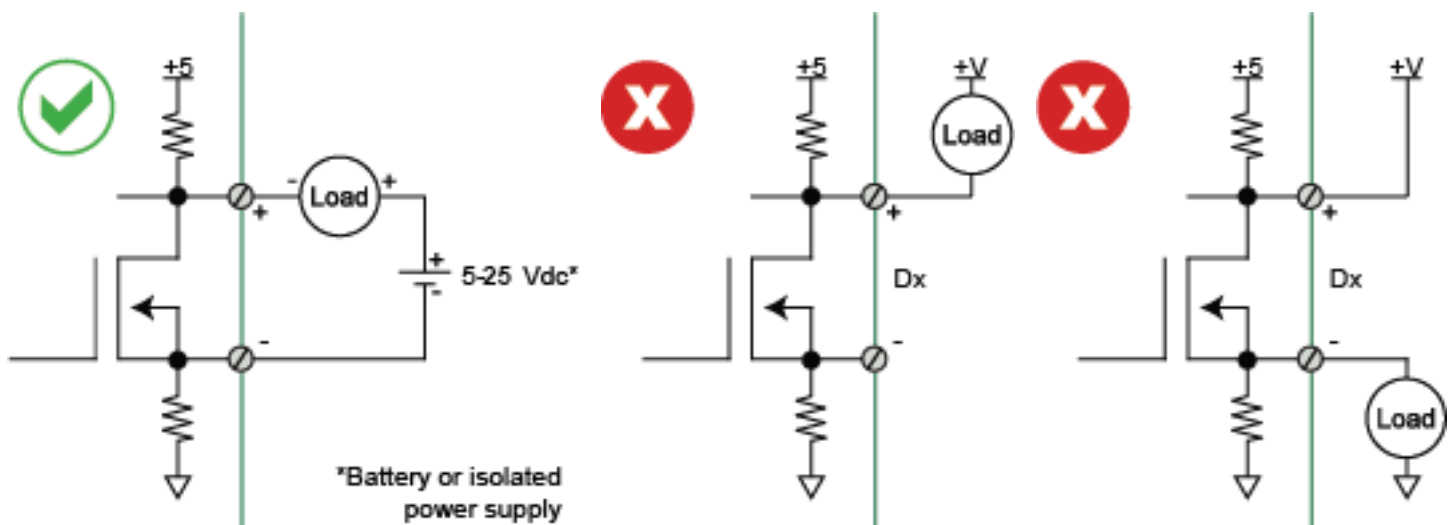 +5
-
Load
+
+
+
5-25 Vdc*
-
-
*Battery or isolated
power supply
X
+5
+V
Load
+
Dx
-
X
+5
+V
+
Dx
-
Load